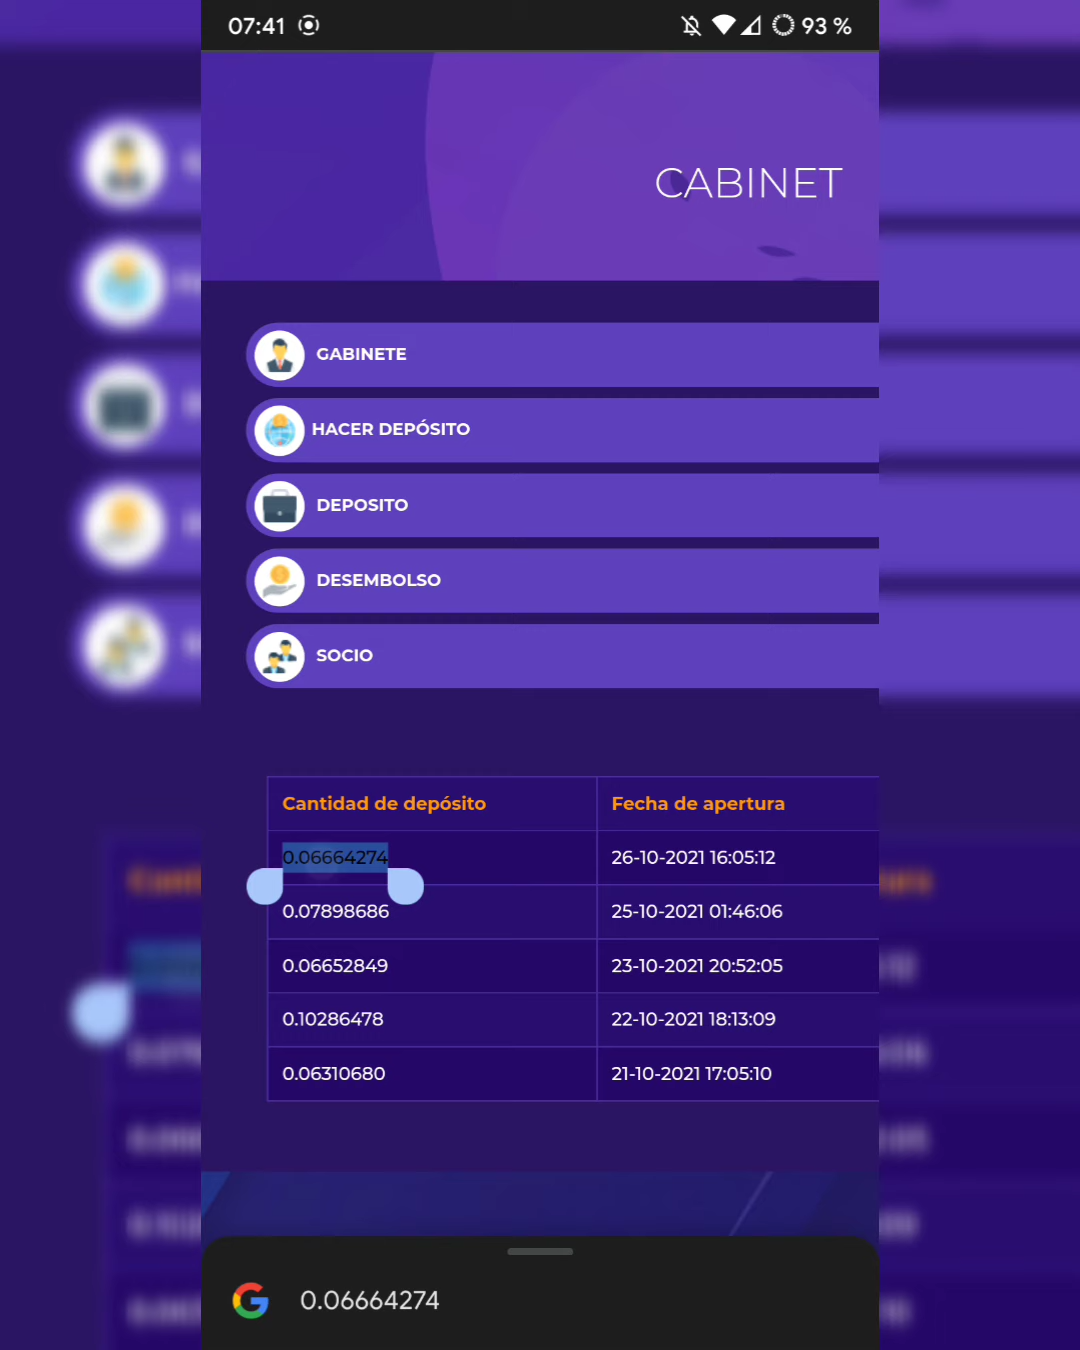 07:41 93 %
CABINET
GABINETE
HACER DEPÓSITO
DEPOSITO
DESEMBOLSO
SOCIO
Cantidad de depósito Fecha de apertura
0.06664274 26-10-2021 16:05:12
0.07898686 25-10-2021 01:46:06
0.06652849 23-10-2021 20:52:05
0.10286478 22-10-2021 18:13:09
0.06310680 21-10-2021 17:05:10
0.06664274